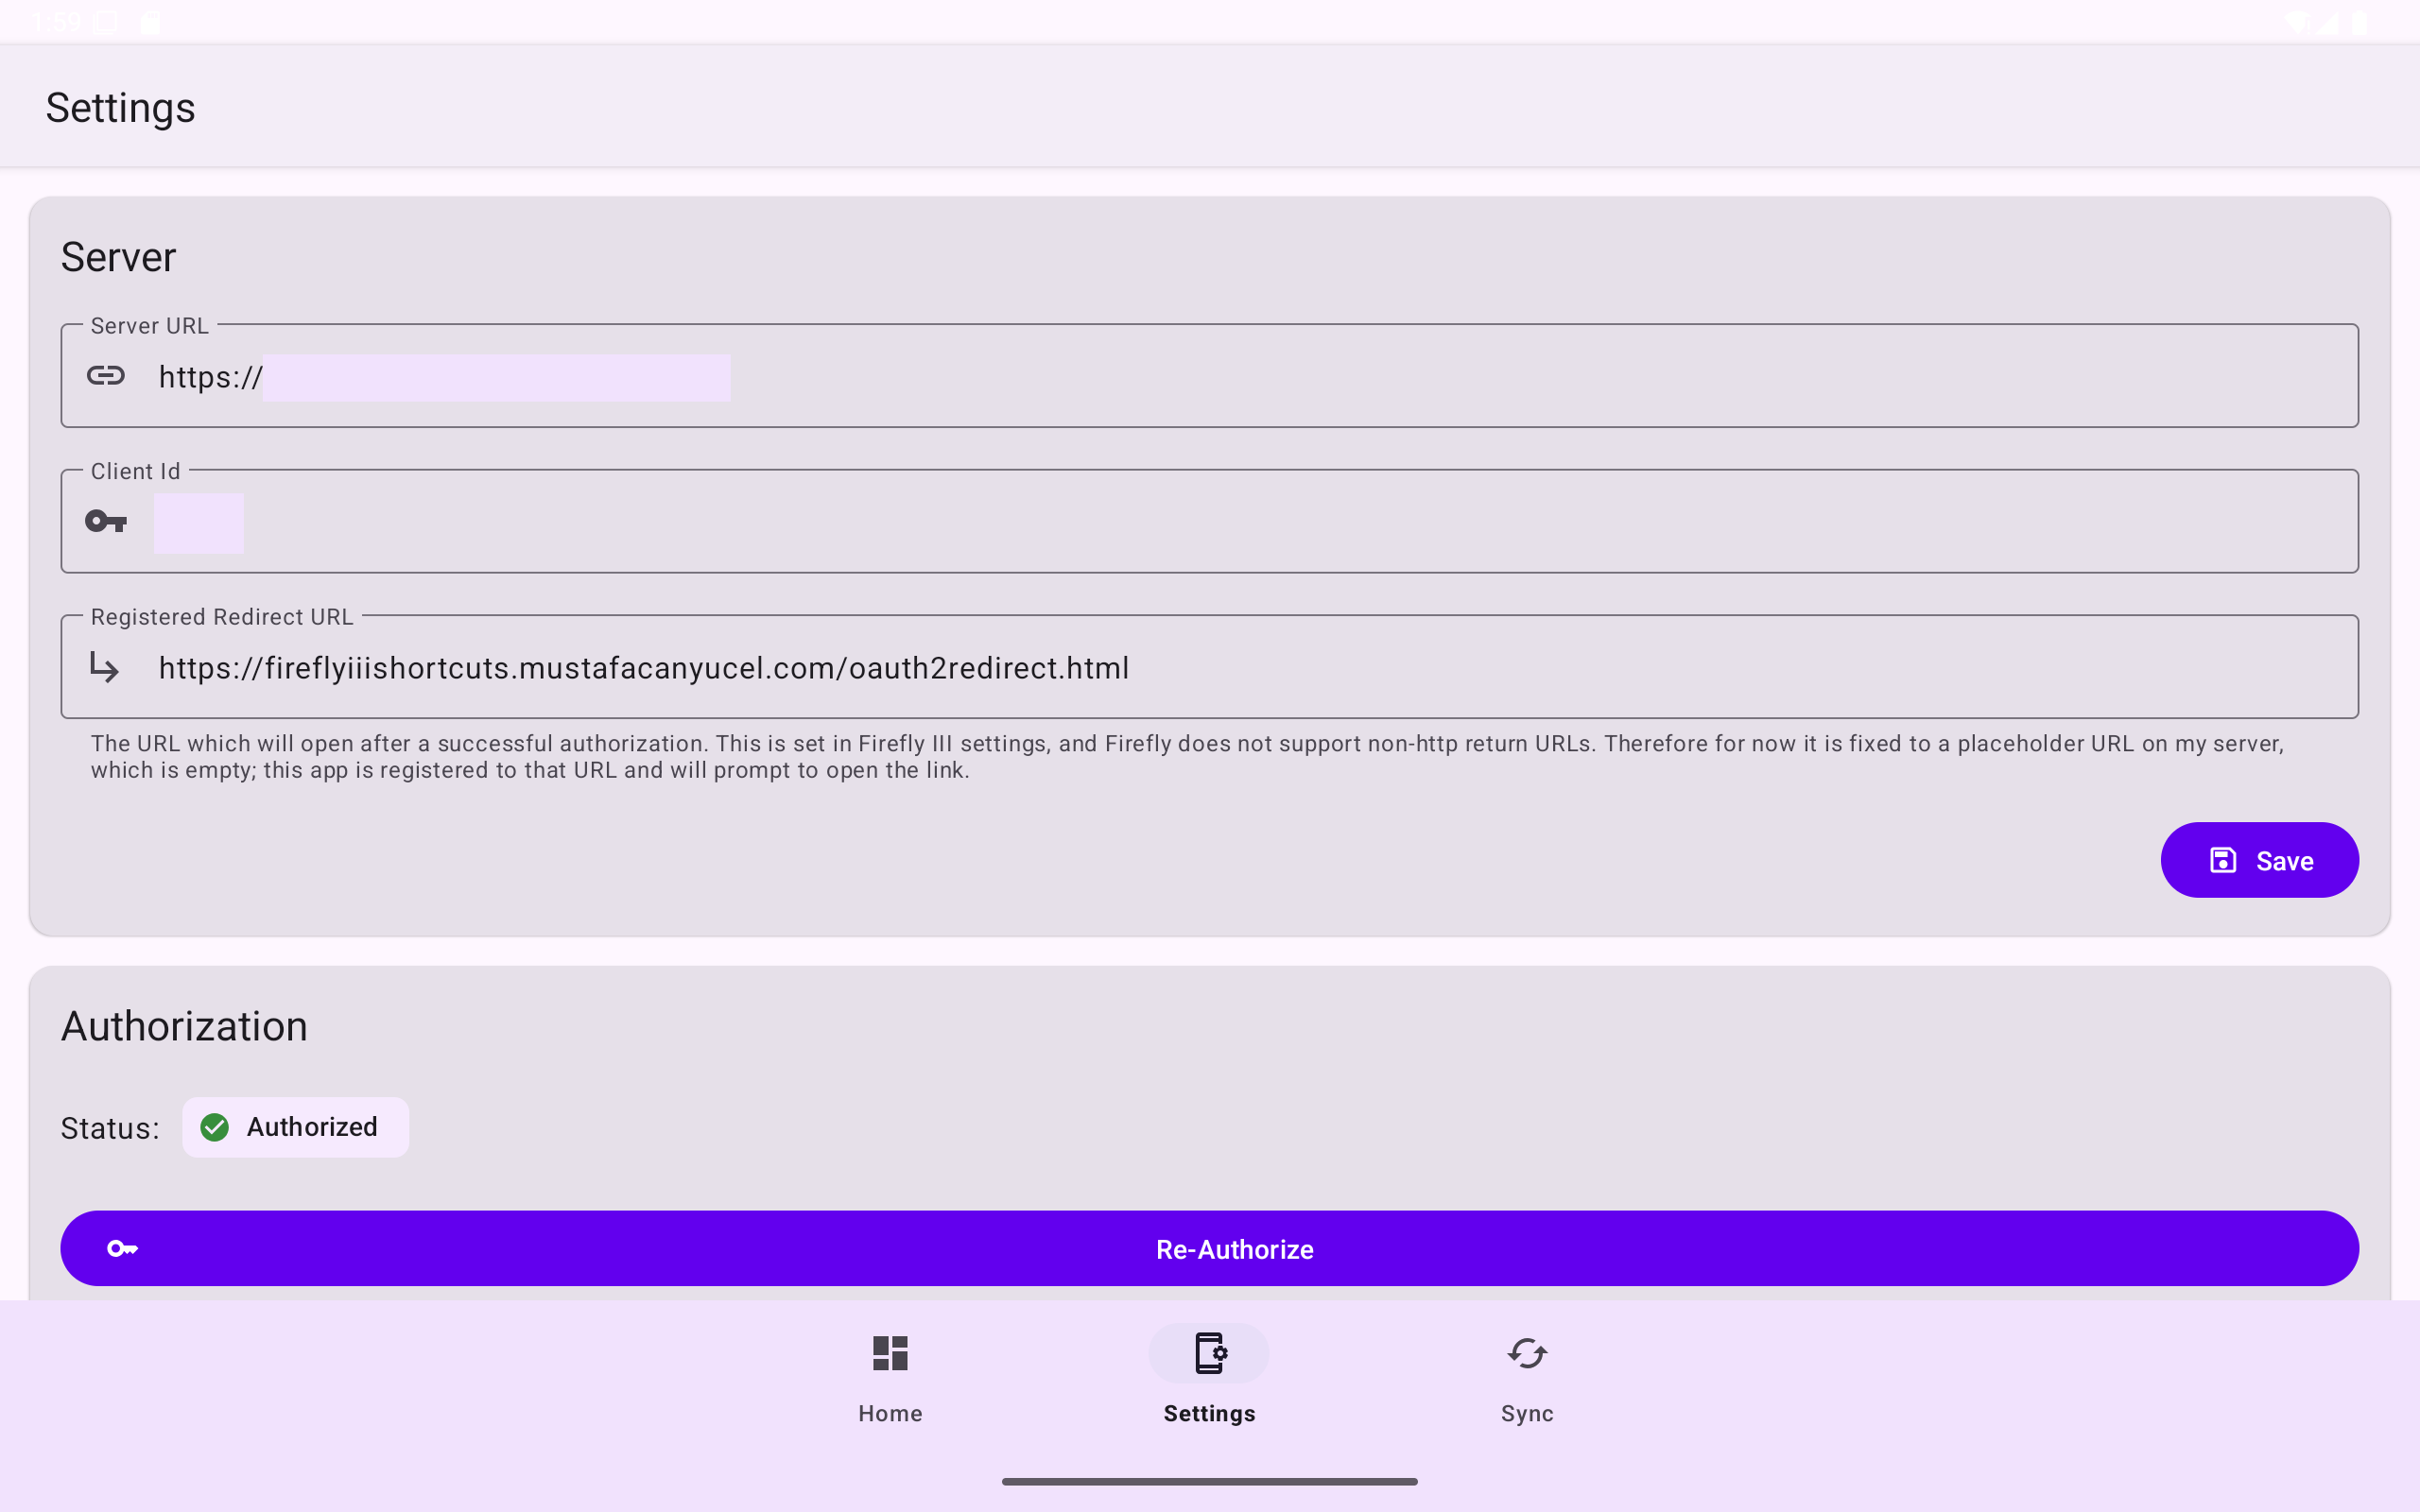 1:59
Settings
Server
Server URL
https://
Client Id
Registered Redirect URL
https://fireflyiiishortcuts.mustafacanyucel.com/oauth2redirect.html
The URL which will open after a successful authorization. This is set in Firefly III settings, and Firefly does not support non-http return URLs. Therefore for now it is fixed to a placeholder URL on my server,
which is empty; this app is registered to that URL and will prompt to open the link.
Save
Authorization
Status: Authorized
Re-Authorize
Home Settings Sync